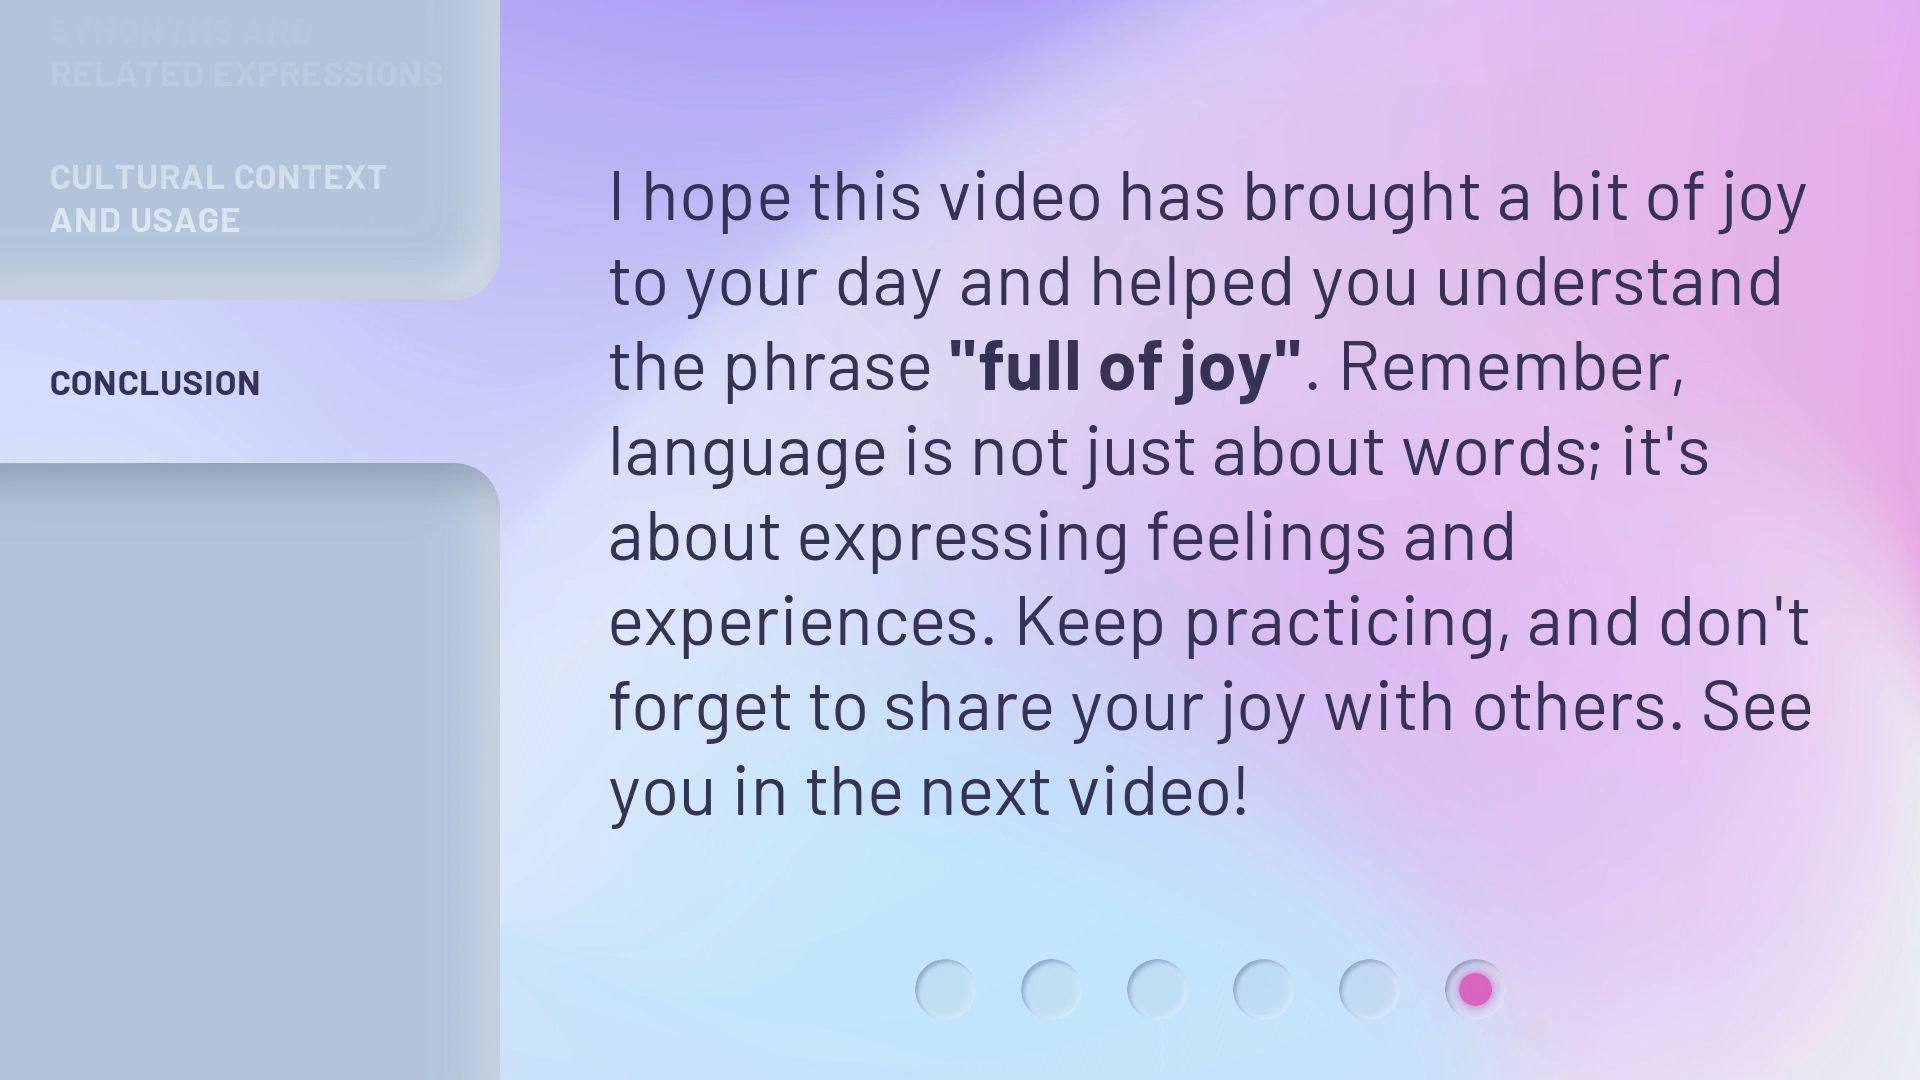 SYNONYMS AND
RELATED EXPRESSIONS
CULTURAL CONTEXT
AND USAGE
CONCLUSION
I hope this video has brought a bit of joy
to your day and helped you understand
the phrase "full of joy". Remember,
language is not just about words; it's
about expressing feelings and
experiences. Keep practicing, and don't
forget to share your joy with others. See
you in the next video!